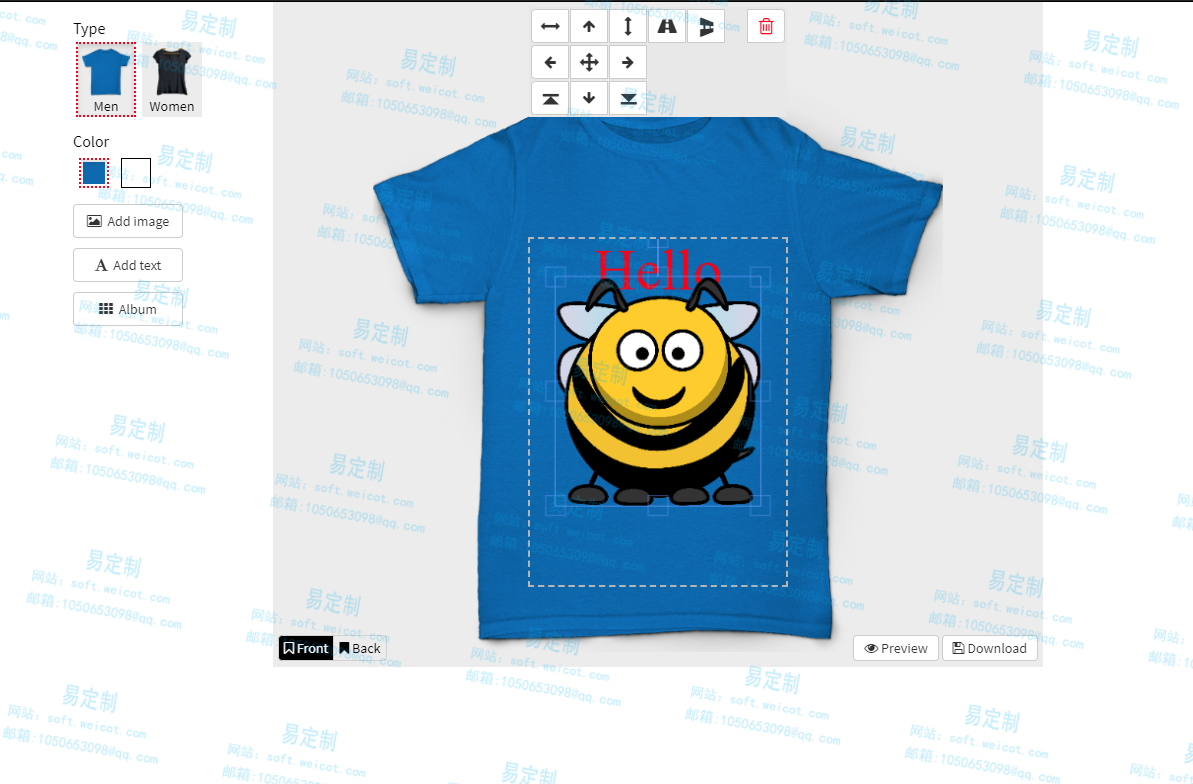 Type
Men
Women
Color
Add image
Add text
Album
Hello
Front
Back
Preview
Download
易定制
网站: soft.weicot.com
邮箱:1050653098@qq.com